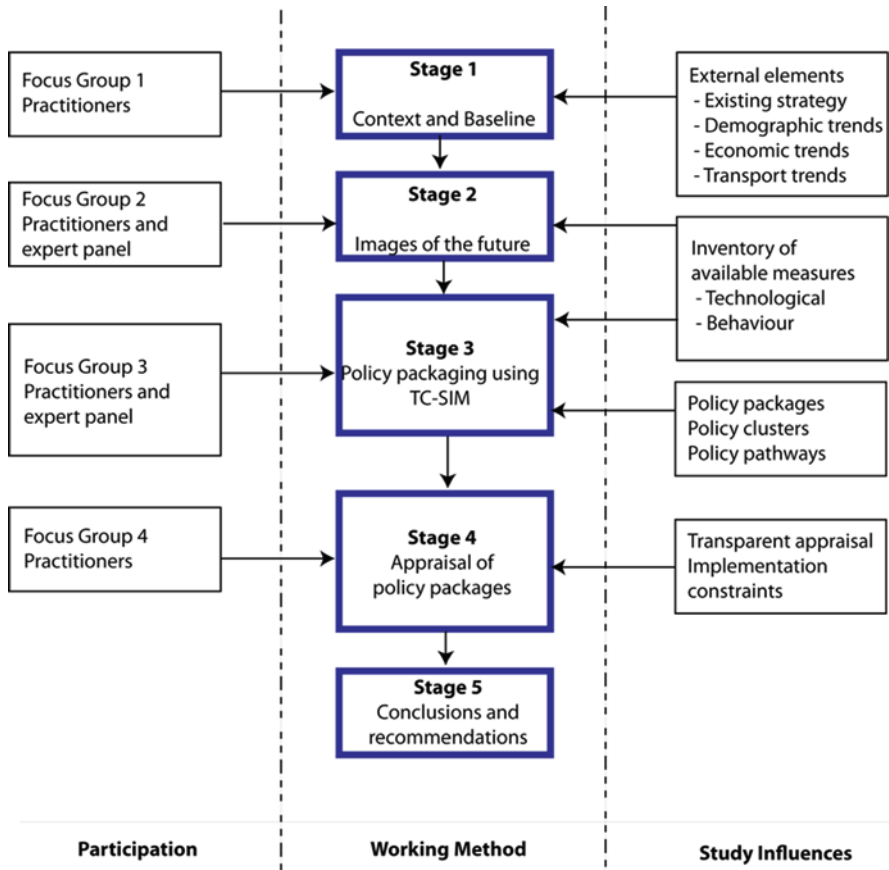 Focus Group 1
Practitioners
Stage 1
Context and Baseline
External elements
- Existing strategy
- Demographic trends
- Economic trends
- Transport trends
Focus Group 2
Practitioners and
expert panel
Stage 2
Images of the future
Inventory of
available measures
- Technological
- Behaviour
Focus Group 3
Practitioners and
expert panel
Stage 3
Policy packaging using
TC-SIM
Policy packages
Policy clusters
Policy pathways
Focus Group 4
Practitioners
Stage 4
Appraisal of
policy packages
Transparent appraisal
Implementation
constraints
Stage 5
Conclusions and
recommendations
Participation
Working Method
Study Influences